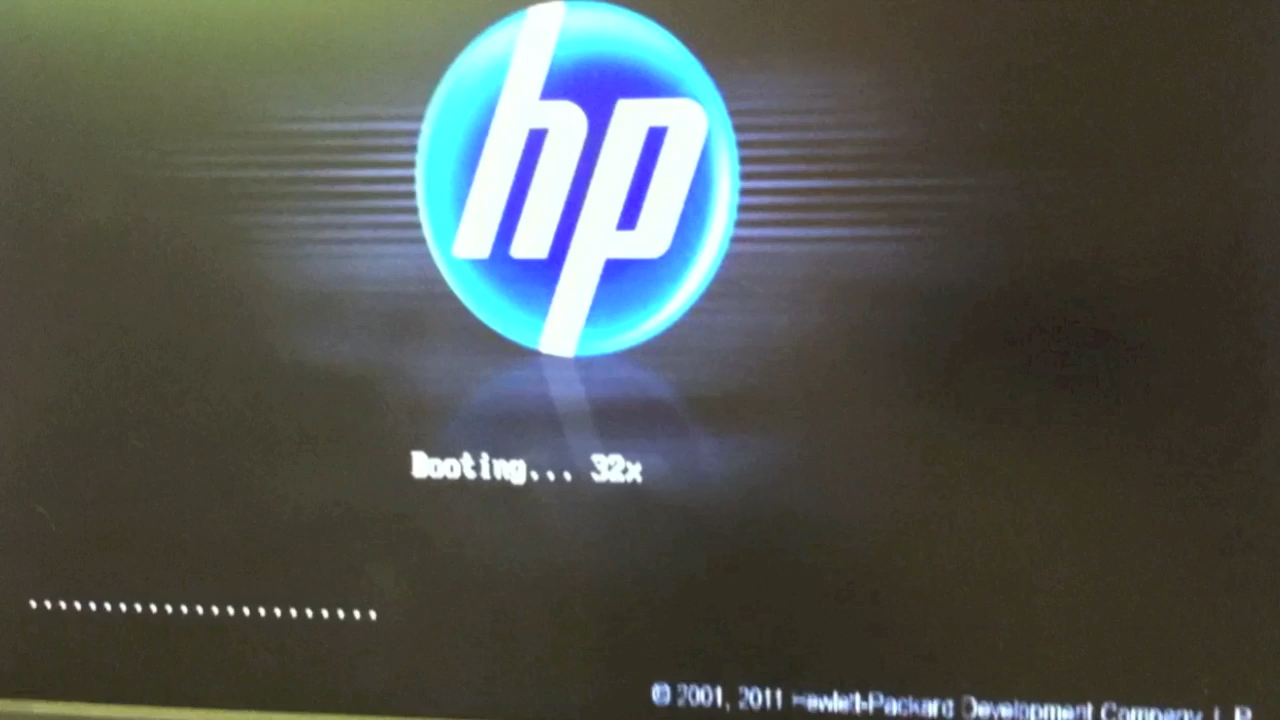 hp
Booting... 32x
.......................
© 2001, 2011 Hewlett-Packard Development Company, L.P.